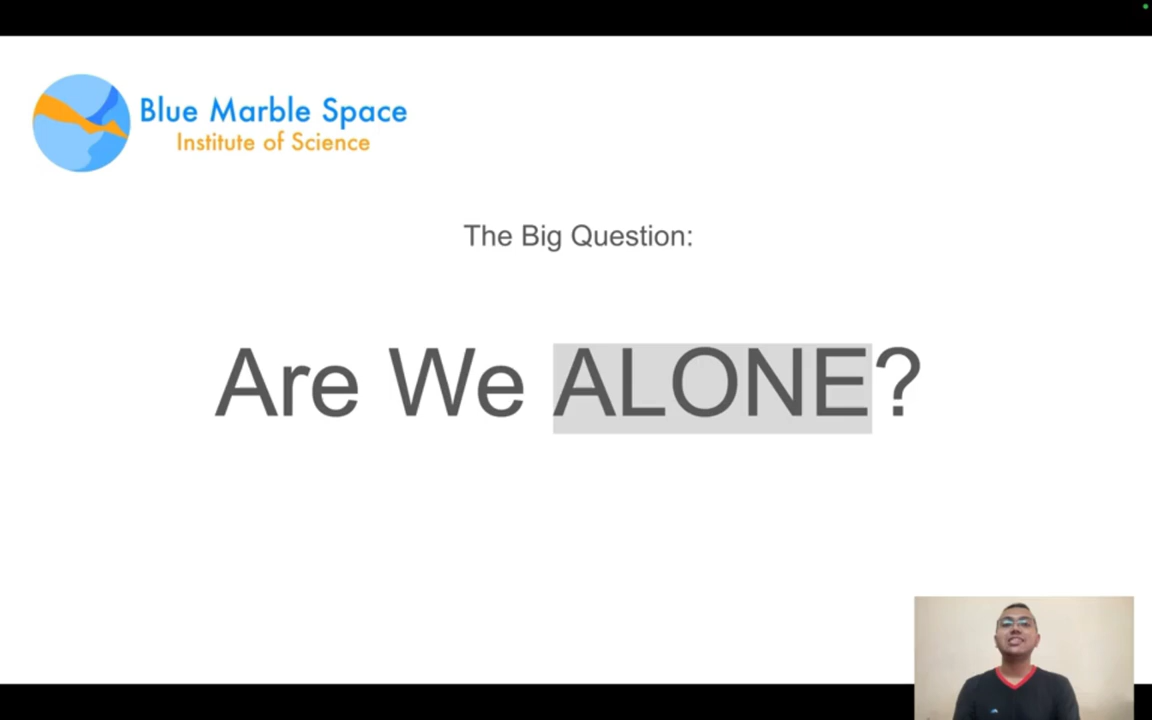 Blue Marble Space
Institute of Science
The Big Question:
Are We ALONE?